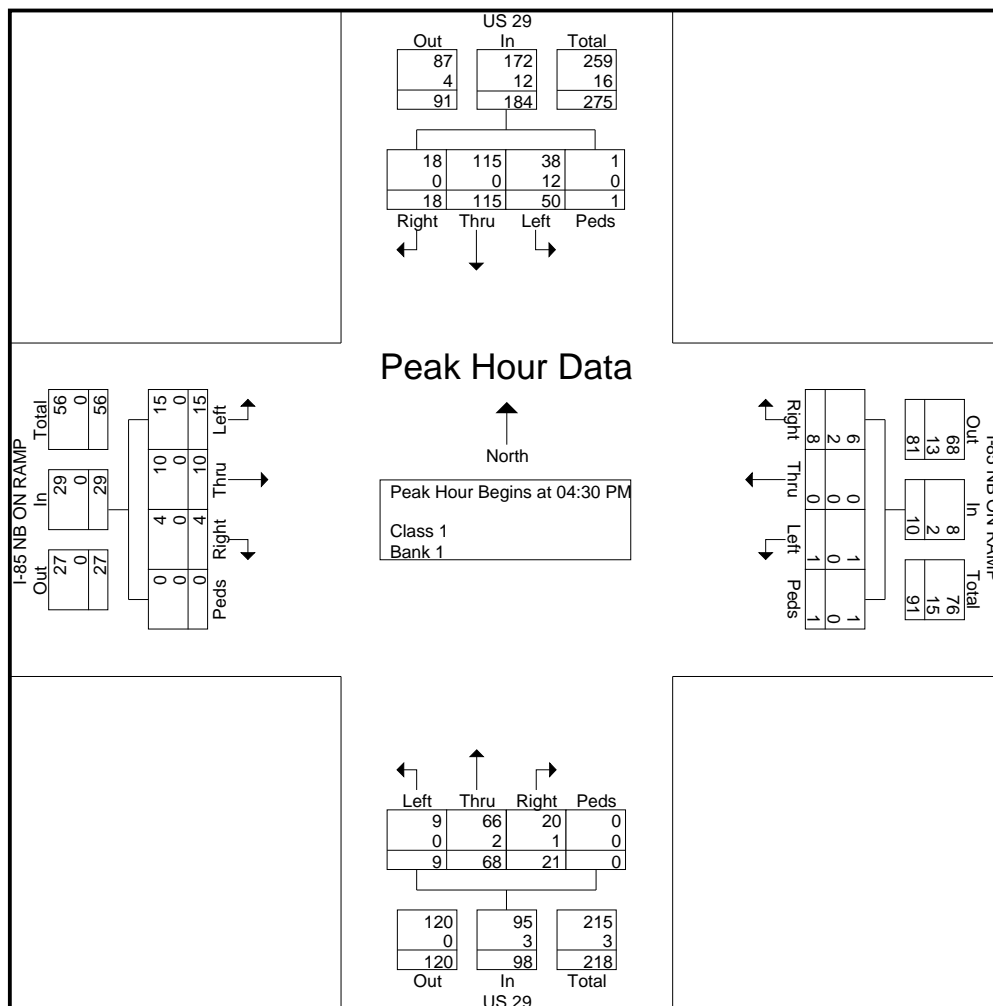 US 29
Out In Total
87 172 259
4 12 16
91 184 275
18 115 38 1
0 0 12 0
18 115 50 1
Right Thru Left Peds
Peak Hour Data
North
Peak Hour Begins at 04:30 PM
Class 1
Bank 1
I-85 NB ON RAMP
Out In Total
27 29 56
0 0 0
27 29 56
15 10 4 0
0 0 0 0
15 10 4 0
Left Thru Right Peds
I-85 NB ON RAMP
Out In Total
68 8 76
13 2 15
81 10 91
6 0 1 1
2 0 0 0
8 0 1 1
Right Thru Left Peds
Left Thru Right Peds
9 66 20 0
0 2 1 0
9 68 21 0
120 95 215
0 3 3
120 98 218
Out In Total
US 29